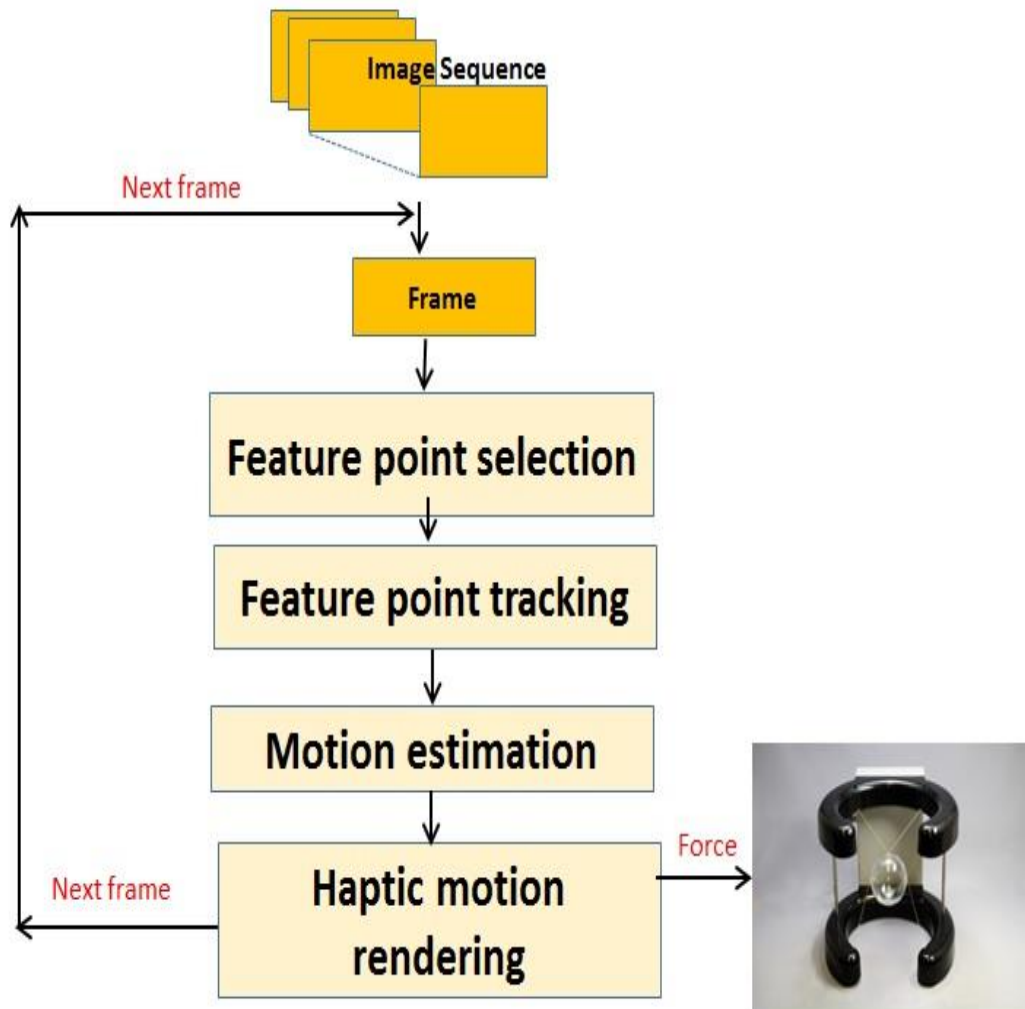 Image Sequence
Next frame
Frame
Feature point selection
Feature point tracking
Motion estimation
Force
Next frame
Haptic motion
rendering